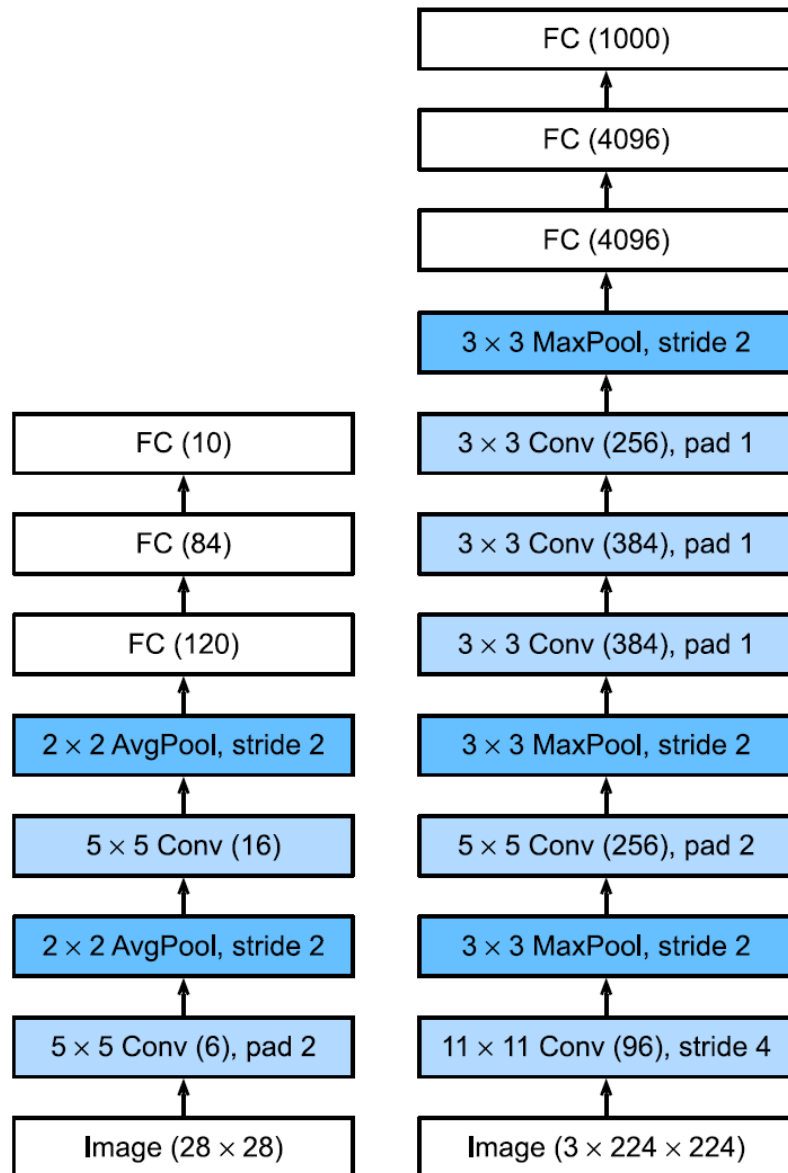 FC (10)
FC (84)
FC (120)
2 × 2 AvgPool, stride 2
5 × 5 Conv (16)
2 × 2 AvgPool, stride 2
5 × 5 Conv (6), pad 2
Image (28 × 28)
FC (1000)
FC (4096)
FC (4096)
3 × 3 MaxPool, stride 2
3 × 3 Conv (256), pad 1
3 × 3 Conv (384), pad 1
3 × 3 Conv (384), pad 1
3 × 3 MaxPool, stride 2
5 × 5 Conv (256), pad 2
3 × 3 MaxPool, stride 2
11 × 11 Conv (96), stride 4
Image (3 × 224 × 224)